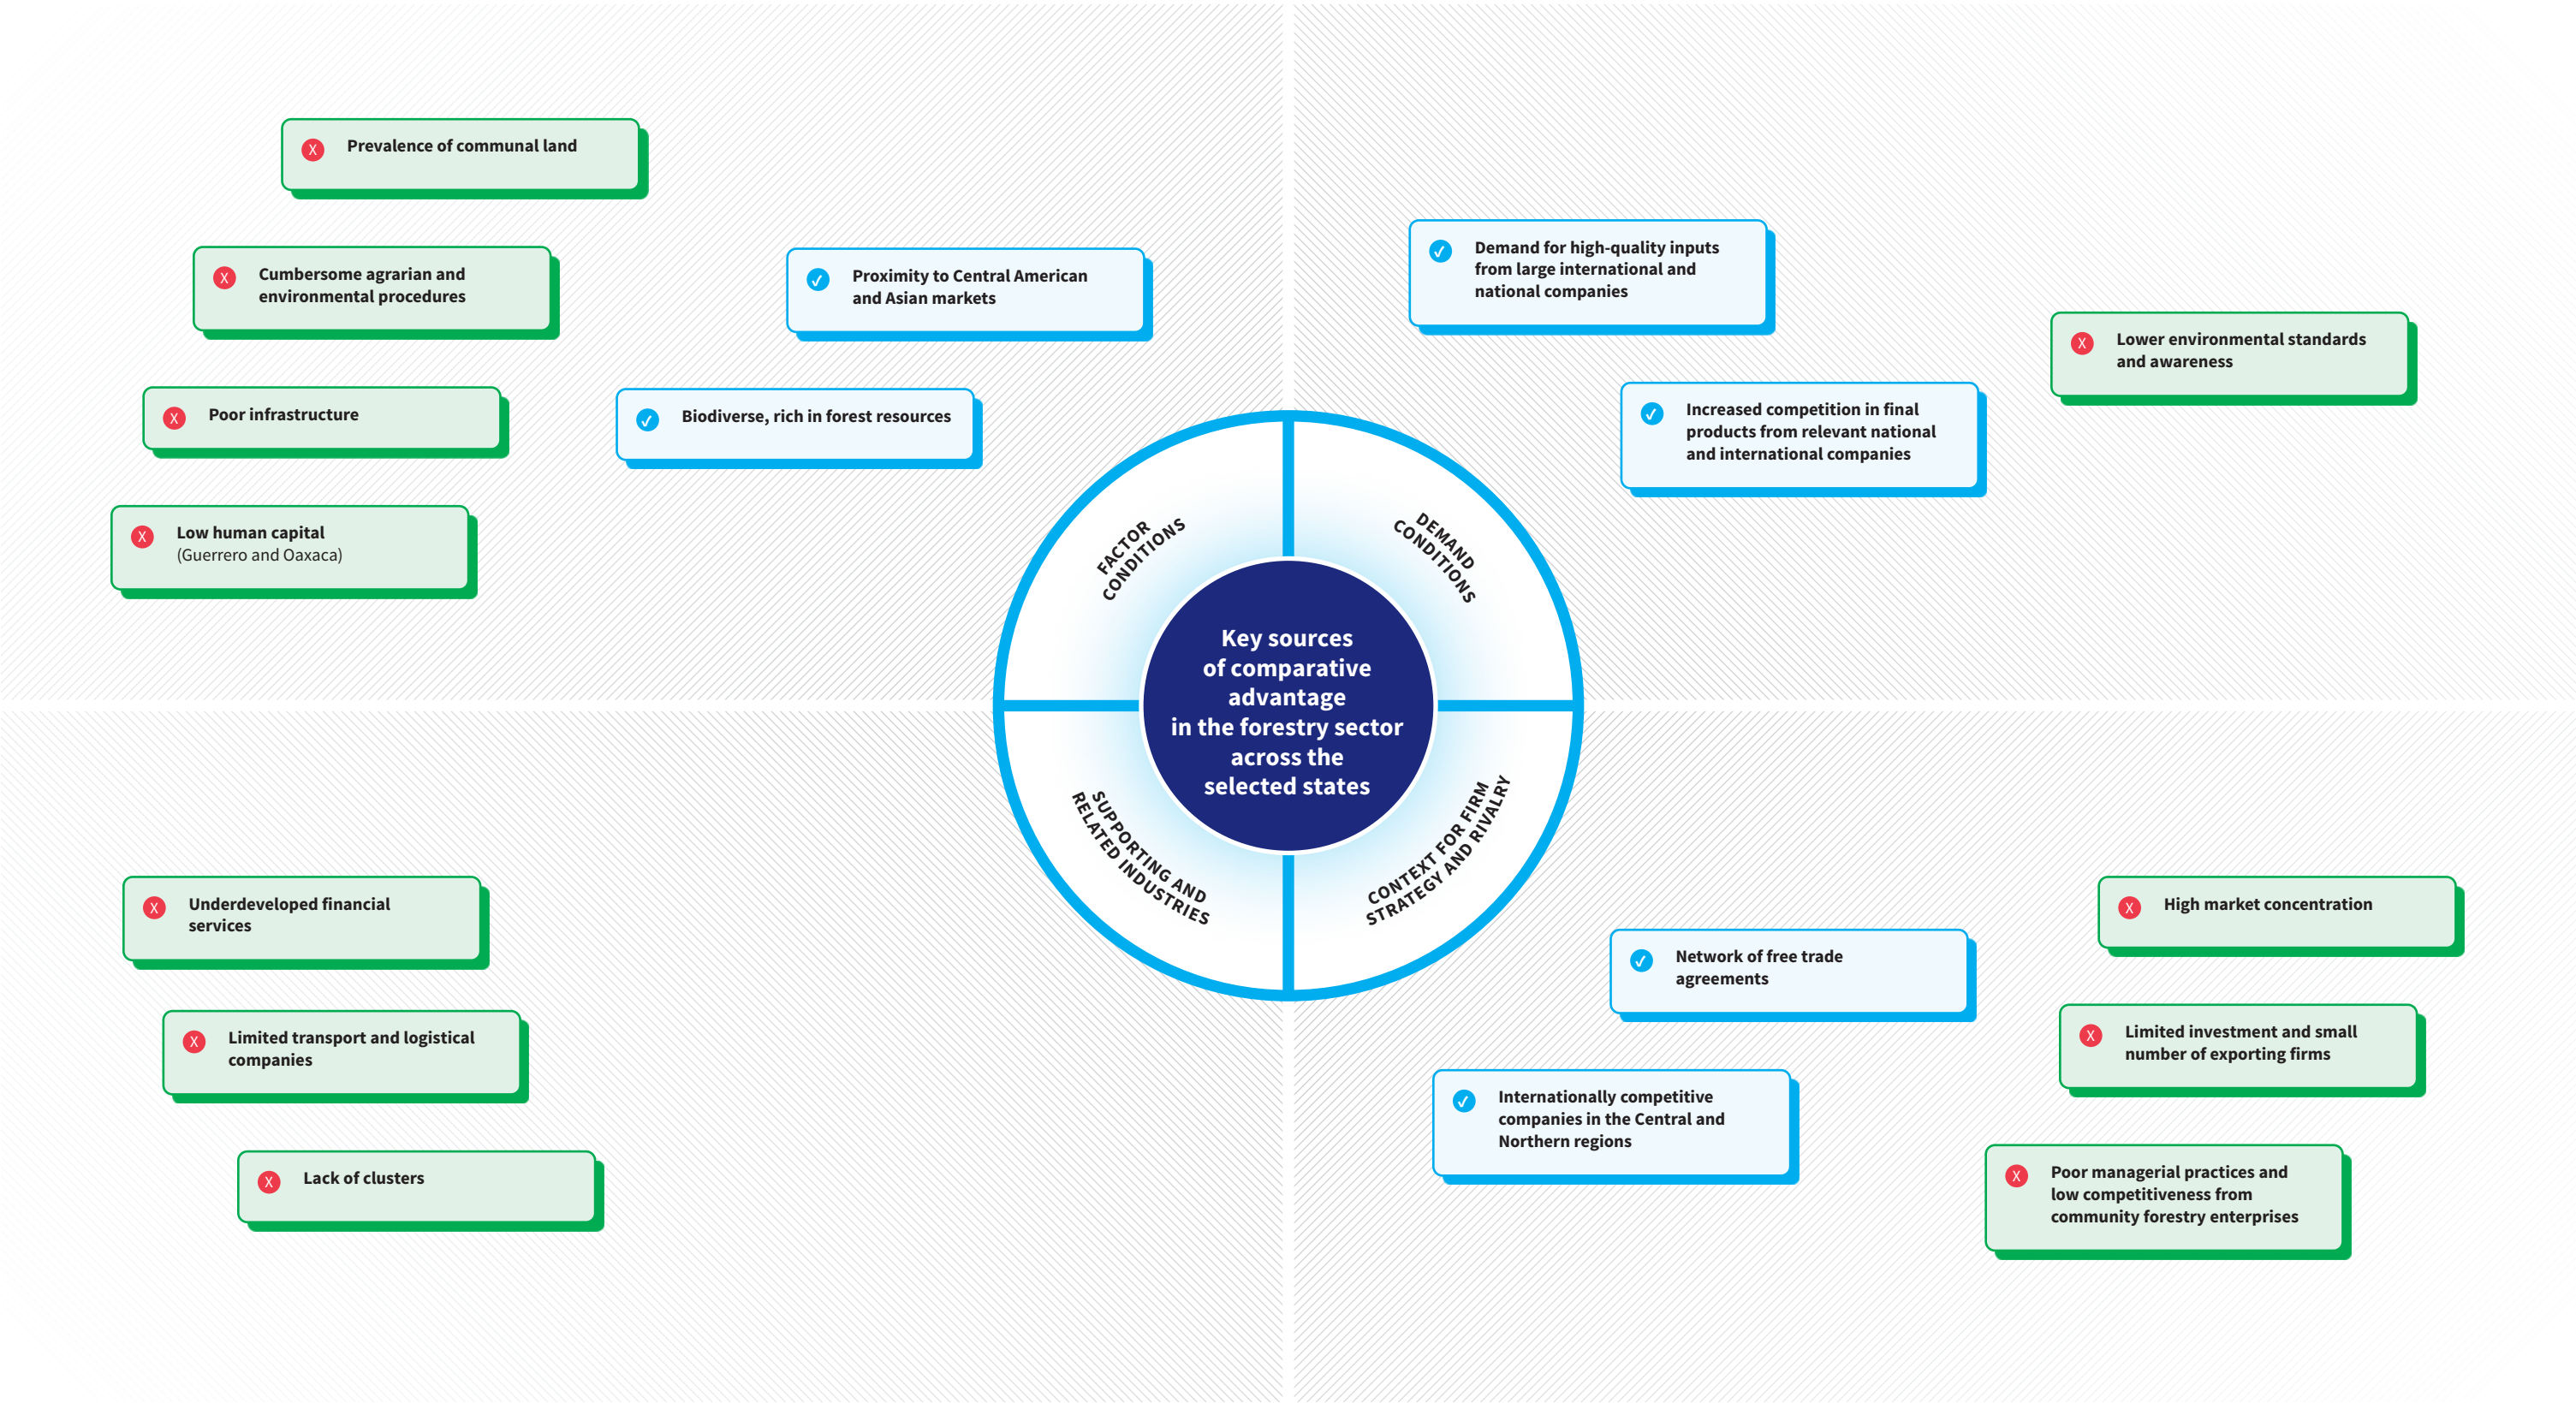 X Prevalence of communal land
X Cumbersome agrarian and
environmental procedures
X Poor infrastructure
X Low human capital
(Guerrero and Oaxaca)
✓ Proximity to Central American
and Asian markets
✓ Biodiverse, rich in forest resources
✓ Demand for high-quality inputs
from large international and
national companies
✓ Increased competition in final
products from relevant national
and international companies
X Lower environmental standards
and awareness
FACTOR
CONDITIONS
DEMAND
CONDITIONS
Key sources
of comparative
advantage
in the forestry sector
across the
selected states
SUPPORTING AND
RELATED INDUSTRIES
CONTEXT FOR FIRM
STRATEGY AND RIVALRY
X Underdeveloped financial
services
X Limited transport and logistical
companies
X Lack of clusters
✓ Network of free trade
agreements
✓ Internationally competitive
companies in the Central and
Northern regions
X High market concentration
X Limited investment and small
number of exporting firms
X Poor managerial practices and
low competitiveness from
community forestry enterprises